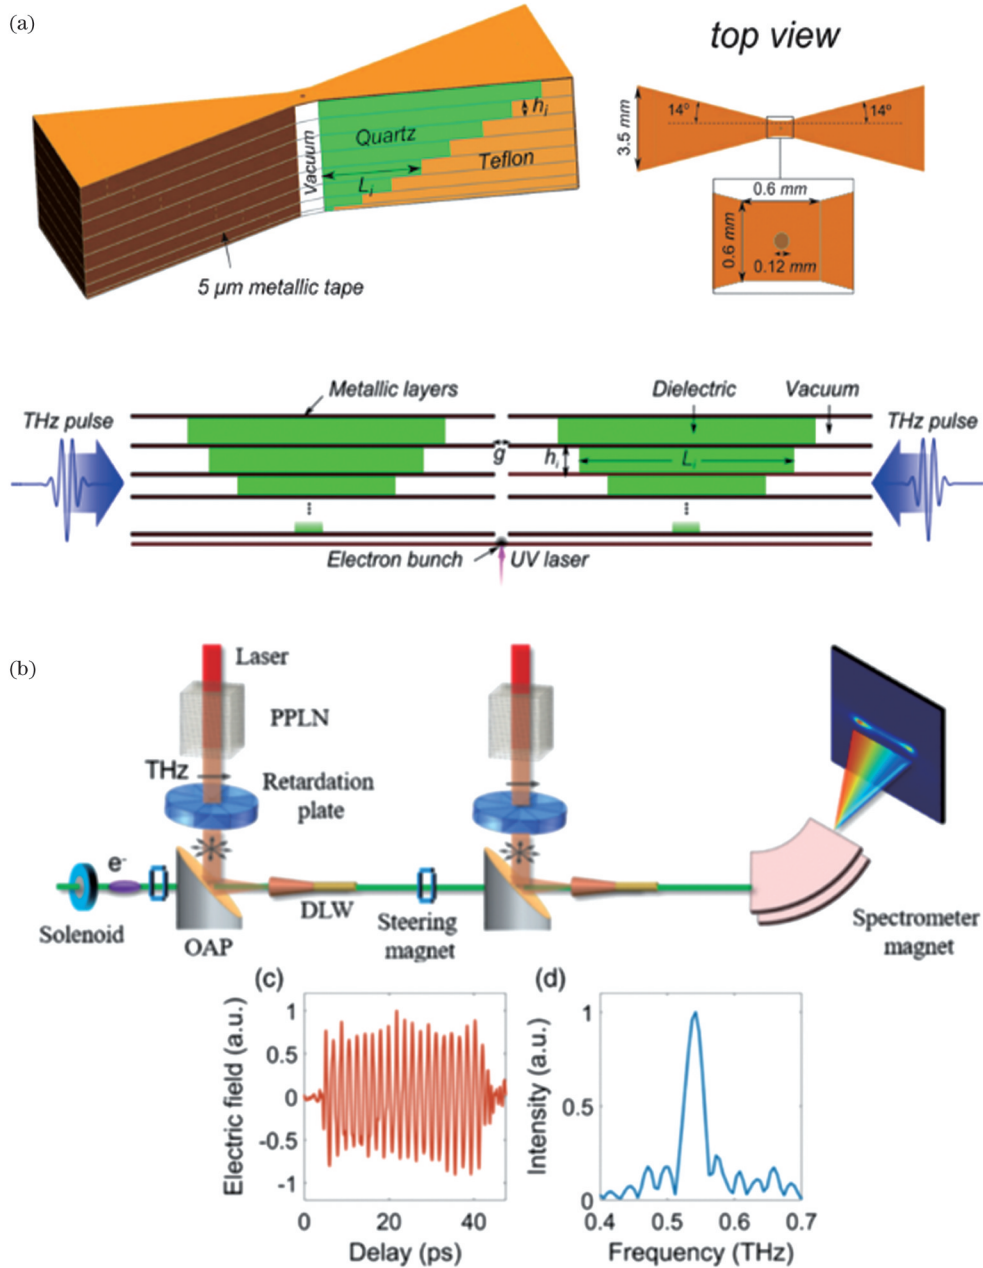 (a)
top view
h_i
Quartz
Vacuum
Teflon
L_i
5 μm metallic tape
3.5 mm
14°
14°
0.6 mm
0.6 mm
0.12 mm
Metallic layers
Dielectric
Vacuum
THz pulse
THz pulse
g
h_i
L_i
Electron bunch
UV laser
(b)
Laser
PPLN
THz
Retardation
plate
e-
Solenoid
OAP
DLW
Steering
magnet
Spectrometer
magnet
(c)
(d)
Electric field (a.u.)
1
0.5
0
-0.5
-1
0
20
40
Delay (ps)
Intensity (a.u.)
1
0.5
0
0.4
0.5
0.6
0.7
Frequency (THz)